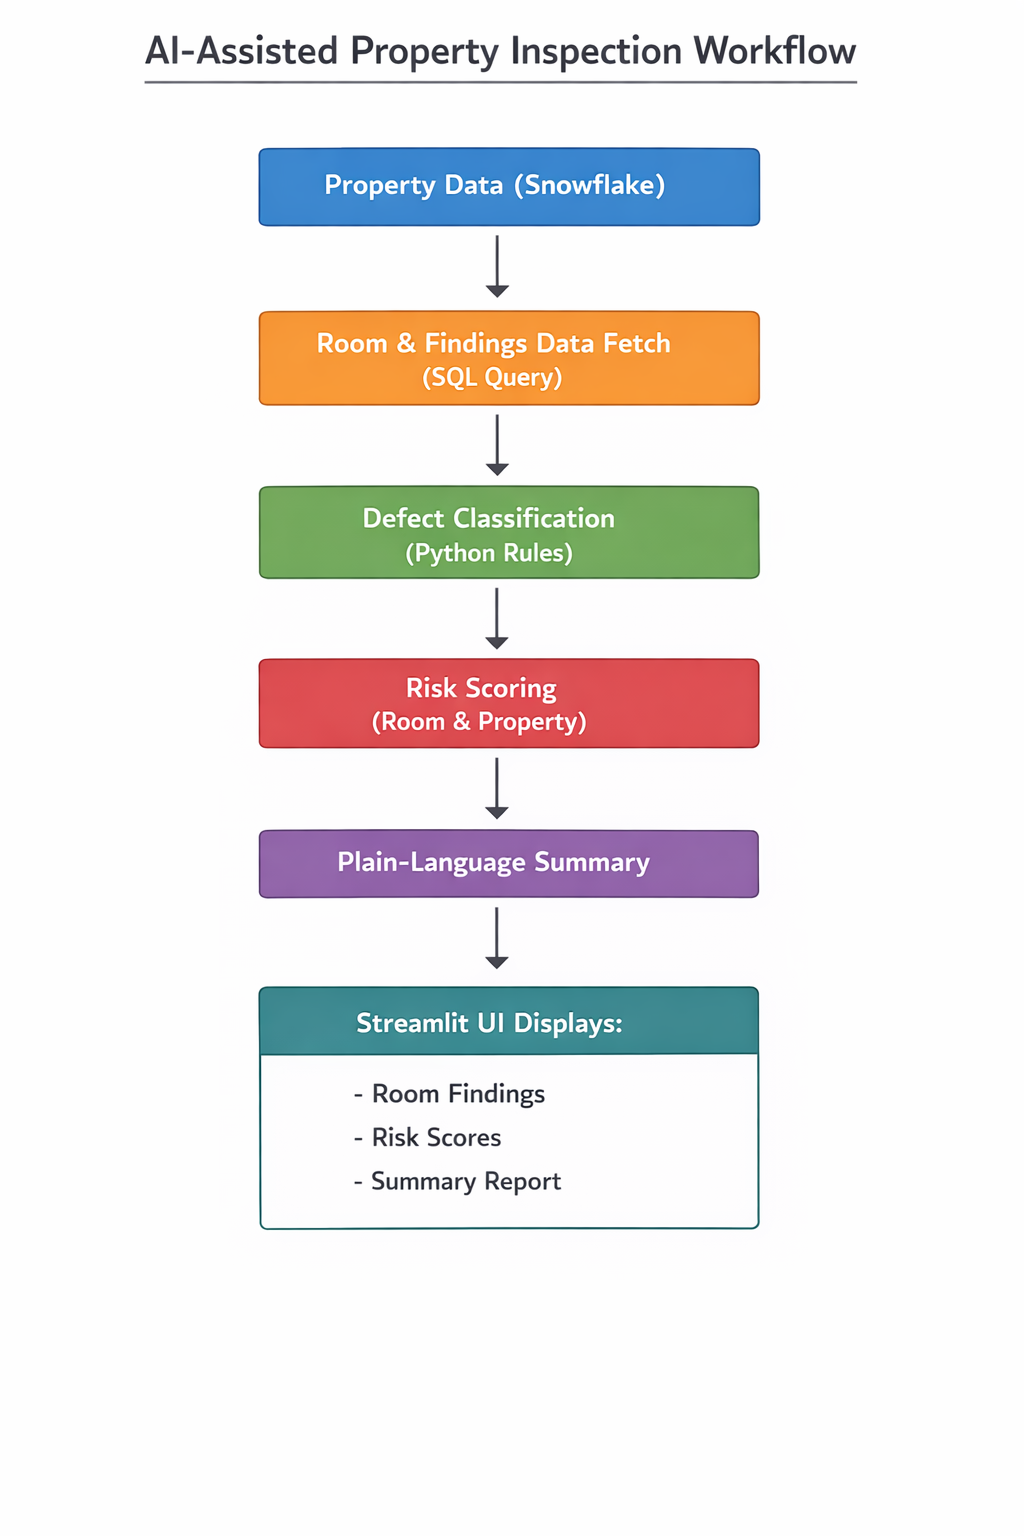 AI-Assisted Property Inspection Workflow
Property Data (Snowflake)
Room & Findings Data Fetch
(SQL Query)
Defect Classification
(Python Rules)
Risk Scoring
(Room & Property)
Plain-Language Summary
Streamlit UI Displays:
- Room Findings
- Risk Scores
- Summary Report